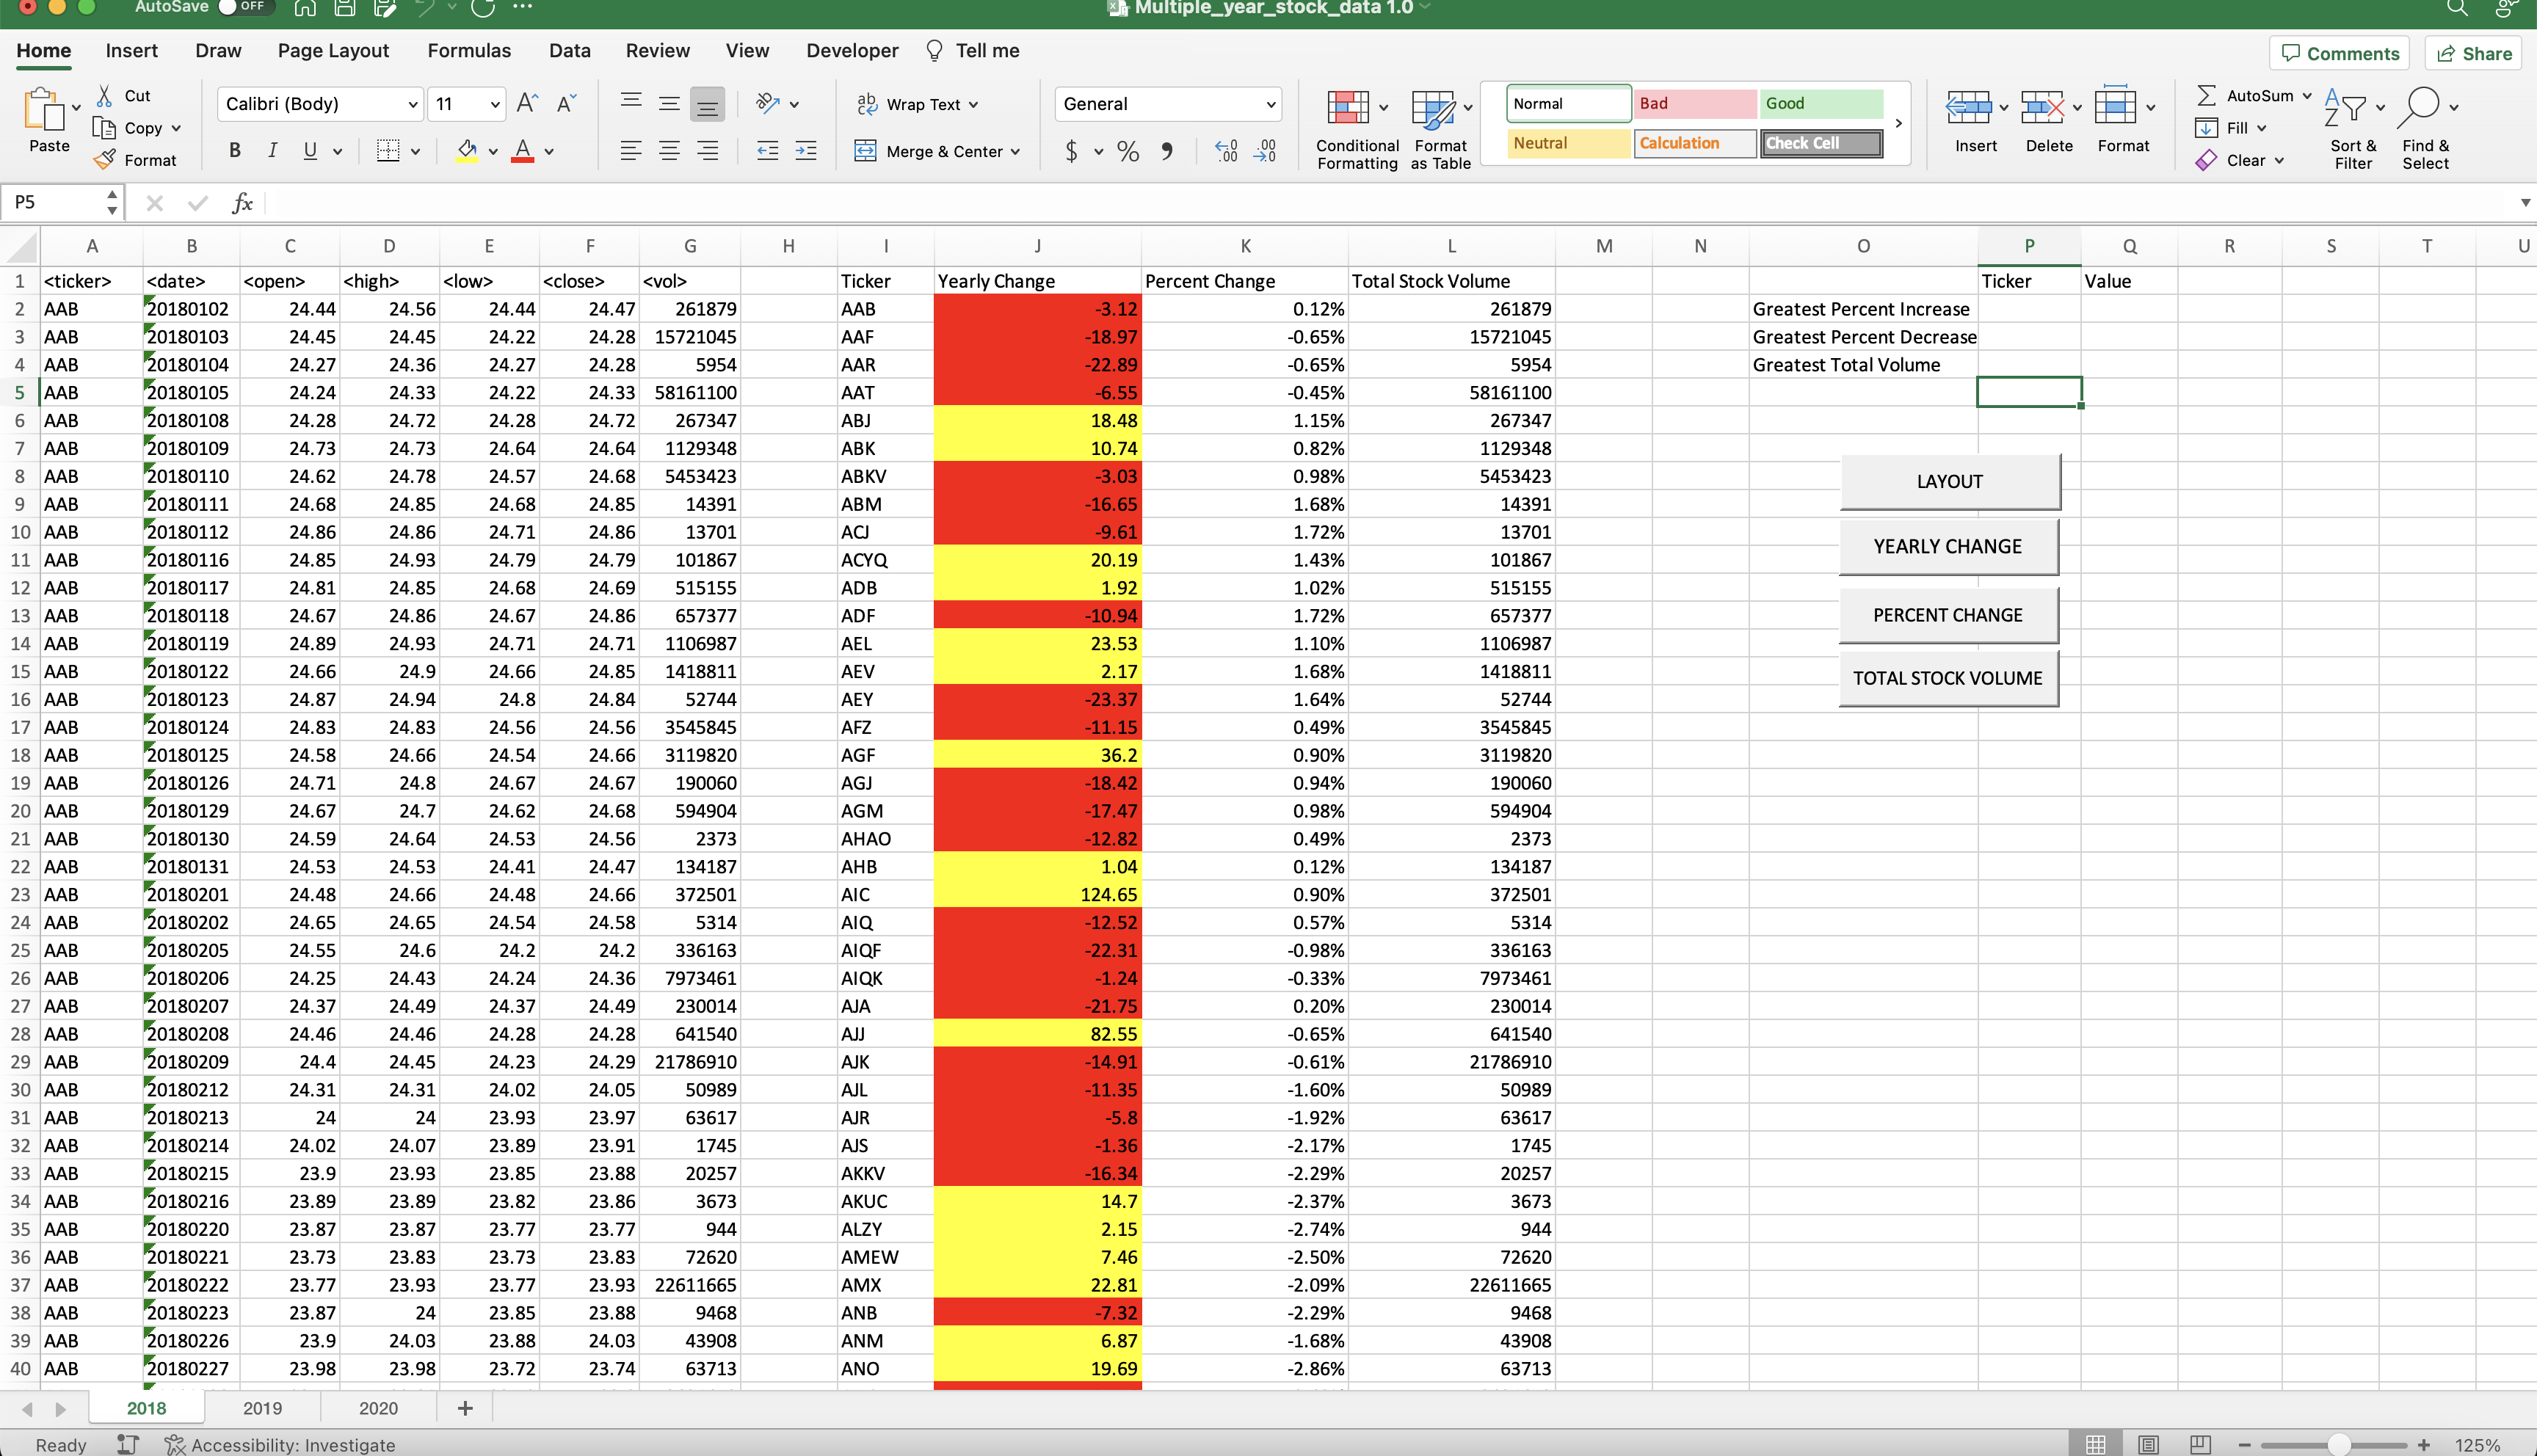 AutoSave OFF Multiple_year_stock_data 1.0
Home Insert Draw Page Layout Formulas Data Review View Developer Tell me Comments Share
Paste Cut Copy Format
Calibri (Body) 11
B I U
Wrap Text
Merge & Center
General
$ % 9
Conditional Formatting Format as Table
Normal Bad Good
Neutral Calculation Check Cell
Insert Delete Format
AutoSum Fill Clear
Sort & Filter Find & Select
P5 fx
A B C D E F G H I J K L M N O P Q R S T U
1 <ticker> <date> <open> <high> <low> <close> <vol> Ticker Yearly Change Percent Change Total Stock Volume Ticker Value
2 AAB 20180102 24.44 24.56 24.44 24.47 261879 AAB -3.12 0.12% 261879 Greatest Percent Increase
3 AAB 20180103 24.45 24.45 24.22 24.28 15721045 AAF -18.97 -0.65% 15721045 Greatest Percent Decrease
4 AAB 20180104 24.27 24.36 24.27 24.28 5954 AAR -22.89 -0.65% 5954 Greatest Total Volume
5 AAB 20180105 24.24 24.33 24.22 24.33 58161100 AAT -6.55 -0.45% 58161100
6 AAB 20180108 24.28 24.72 24.28 24.72 267347 ABJ 18.48 1.15% 267347
7 AAB 20180109 24.73 24.73 24.64 24.68 1129348 ABK 10.74 0.82% 1129348
8 AAB 20180110 24.62 24.78 24.57 24.68 5453423 ABKV -3.03 0.98% 5453423
9 AAB 20180111 24.68 24.85 24.68 24.85 14391 ABM -16.65 1.68% 14391
10 AAB 20180112 24.86 24.86 24.71 24.86 13701 ACJ -9.61 1.72% 13701
11 AAB 20180116 24.85 24.93 24.79 24.79 101867 ACYQ 20.19 1.43% 101867
12 AAB 20180117 24.81 24.85 24.68 24.69 515155 ADB 1.92 1.02% 515155
13 AAB 20180118 24.67 24.86 24.67 24.86 657377 ADF -10.94 1.72% 657377
14 AAB 20180119 24.89 24.93 24.71 24.71 1106987 AEL 23.53 1.10% 1106987
15 AAB 20180122 24.66 24.9 24.66 24.85 1418811 AEV 2.17 1.68% 1418811
16 AAB 20180123 24.87 24.94 24.8 24.84 52744 AEY -23.37 1.64% 52744
17 AAB 20180124 24.83 24.83 24.56 24.56 3545845 AFZ -11.15 0.49% 3545845
18 AAB 20180125 24.58 24.66 24.54 24.66 3119820 AGF 36.2 0.90% 3119820
19 AAB 20180126 24.71 24.8 24.67 24.67 190060 AGJ -18.42 0.94% 190060
20 AAB 20180129 24.67 24.7 24.62 24.68 594904 AGM -17.47 0.98% 594904
21 AAB 20180130 24.59 24.64 24.53 24.56 2373 AHAO -12.82 0.49% 2373
22 AAB 20180131 24.53 24.53 24.41 24.47 134187 AHB 1.04 0.12% 134187
23 AAB 20180201 24.48 24.66 24.48 24.66 372501 AIC 124.65 0.90% 372501
24 AAB 20180202 24.65 24.65 24.54 24.58 5314 AIQ -12.52 0.57% 5314
25 AAB 20180205 24.55 24.6 24.2 24.2 336163 AIQF -22.31 -0.98% 336163
26 AAB 20180206 24.25 24.43 24.24 24.36 7973461 AIQK -1.24 -0.33% 7973461
27 AAB 20180207 24.37 24.49 24.37 24.49 230014 AJA -21.75 0.20% 230014
28 AAB 20180208 24.46 24.46 24.28 24.28 641540 AJJ 82.55 -0.65% 641540
29 AAB 20180209 24.4 24.45 24.23 24.29 21786910 AJK -14.91 -0.61% 21786910
30 AAB 20180212 24.31 24.31 24.02 24.05 50989 AJL -11.35 -1.60% 50989
31 AAB 20180213 24 24 23.93 23.97 63617 AJR -5.8 -1.92% 63617
32 AAB 20180214 24.02 24.07 23.89 23.91 1745 AJS -1.36 -2.17% 1745
33 AAB 20180215 23.9 23.93 23.85 23.88 20257 AKKV -16.34 -2.29% 20257
34 AAB 20180216 23.89 23.89 23.82 23.86 3673 AKUC 14.7 -2.37% 3673
35 AAB 20180220 23.87 23.87 23.77 23.77 944 ALZY 2.15 -2.74% 944
36 AAB 20180221 23.73 23.83 23.73 23.83 72620 AMEW 7.46 -2.50% 72620
37 AAB 20180222 23.77 23.93 23.77 23.93 22611665 AMX 22.81 -2.09% 22611665
38 AAB 20180223 23.87 24 23.85 23.88 9468 ANB -7.32 -2.29% 9468
39 AAB 20180226 23.9 24.03 23.88 24.03 43908 ANM 6.87 -1.68% 43908
40 AAB 20180227 23.98 23.98 23.72 23.74 63713 ANO 19.69 -2.86% 63713
LAYOUT
YEARLY CHANGE
PERCENT CHANGE
TOTAL STOCK VOLUME
2018 2019 2020 +
Ready Accessibility: Investigate 125%